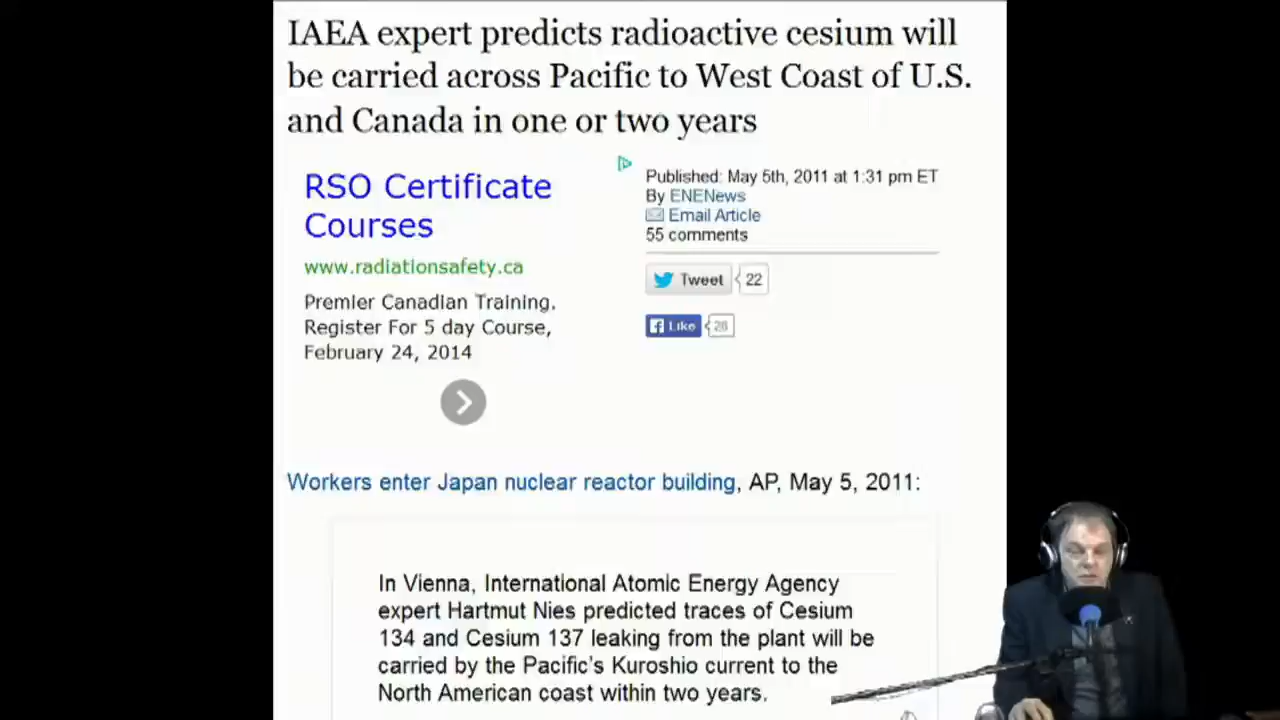 IAEA expert predicts radioactive cesium will
be carried across Pacific to West Coast of U.S.
and Canada in one or two years
RSO Certificate
Courses
www.radiationsafety.ca
Premier Canadian Training.
Register For 5 day Course,
February 24, 2014
Published: May 5th, 2011 at 1:31 pm ET
By ENENews
Email Article
55 comments
Tweet 22
Like 28
Workers enter Japan nuclear reactor building, AP, May 5, 2011:
In Vienna, International Atomic Energy Agency
expert Hartmut Nies predicted traces of Cesium
134 and Cesium 137 leaking from the plant will be
carried by the Pacific's Kuroshio current to the
North American coast within two years.